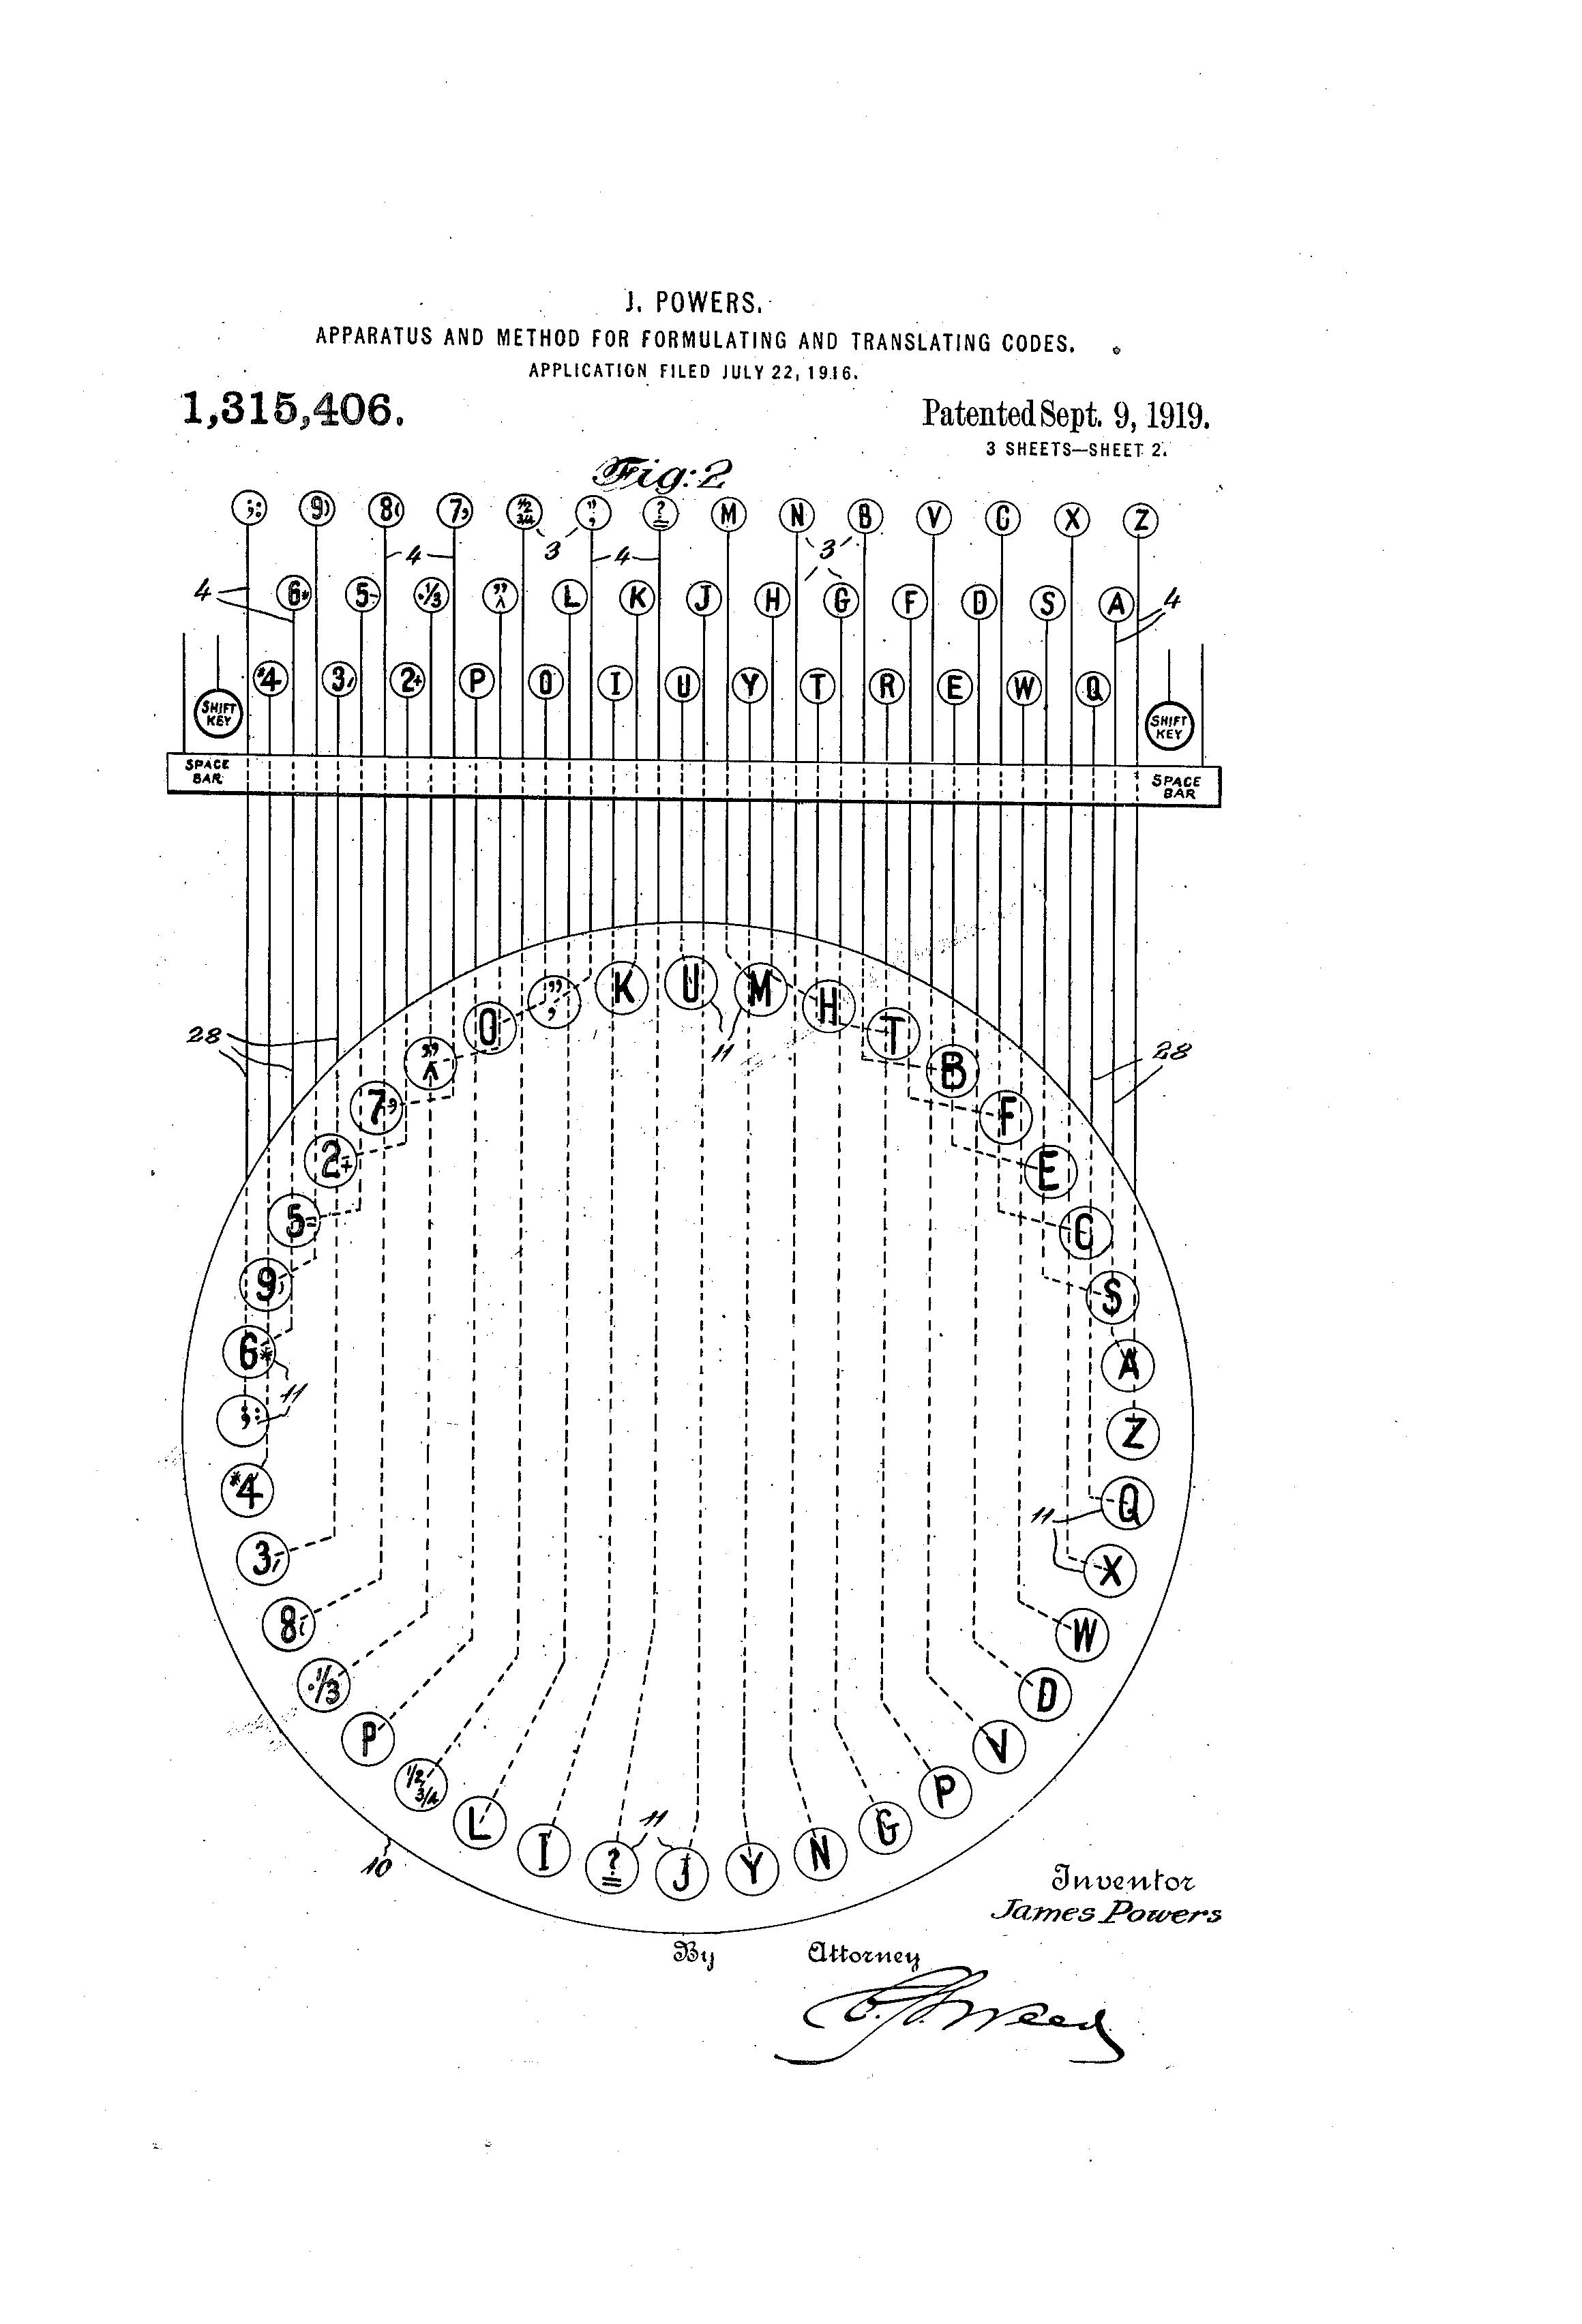 J. POWERS.
APPARATUS AND METHOD FOR FORMULATING AND TRANSLATING CODES.
APPLICATION FILED JULY 22, 1916.
1,315,406. Patented Sept. 9, 1919.
3 SHEETS—SHEET 2.
Fig: 2
;: 9) 8( 7, 1/2 3/4 " , ? = M N B V C X Z
4 3 4 3
4 6* 5- .1/3 " ^ L K J H G F D S A 4
#4 3/ 2+ P O I U Y T R E W Q
SHIFT KEY SHIFT KEY
SPACE BAR SPACE BAR
28 28
K U M
" , H
O T
11
" ^ B
7, F
2+ E
5= C
9) S
6* A
11
;: Z
#4 Q
11
3/ X
8( W
.1/3 D
P V
1/2 3/4 P
L G
I N
? = J Y
11
10
Inventor
James Powers
By Attorney